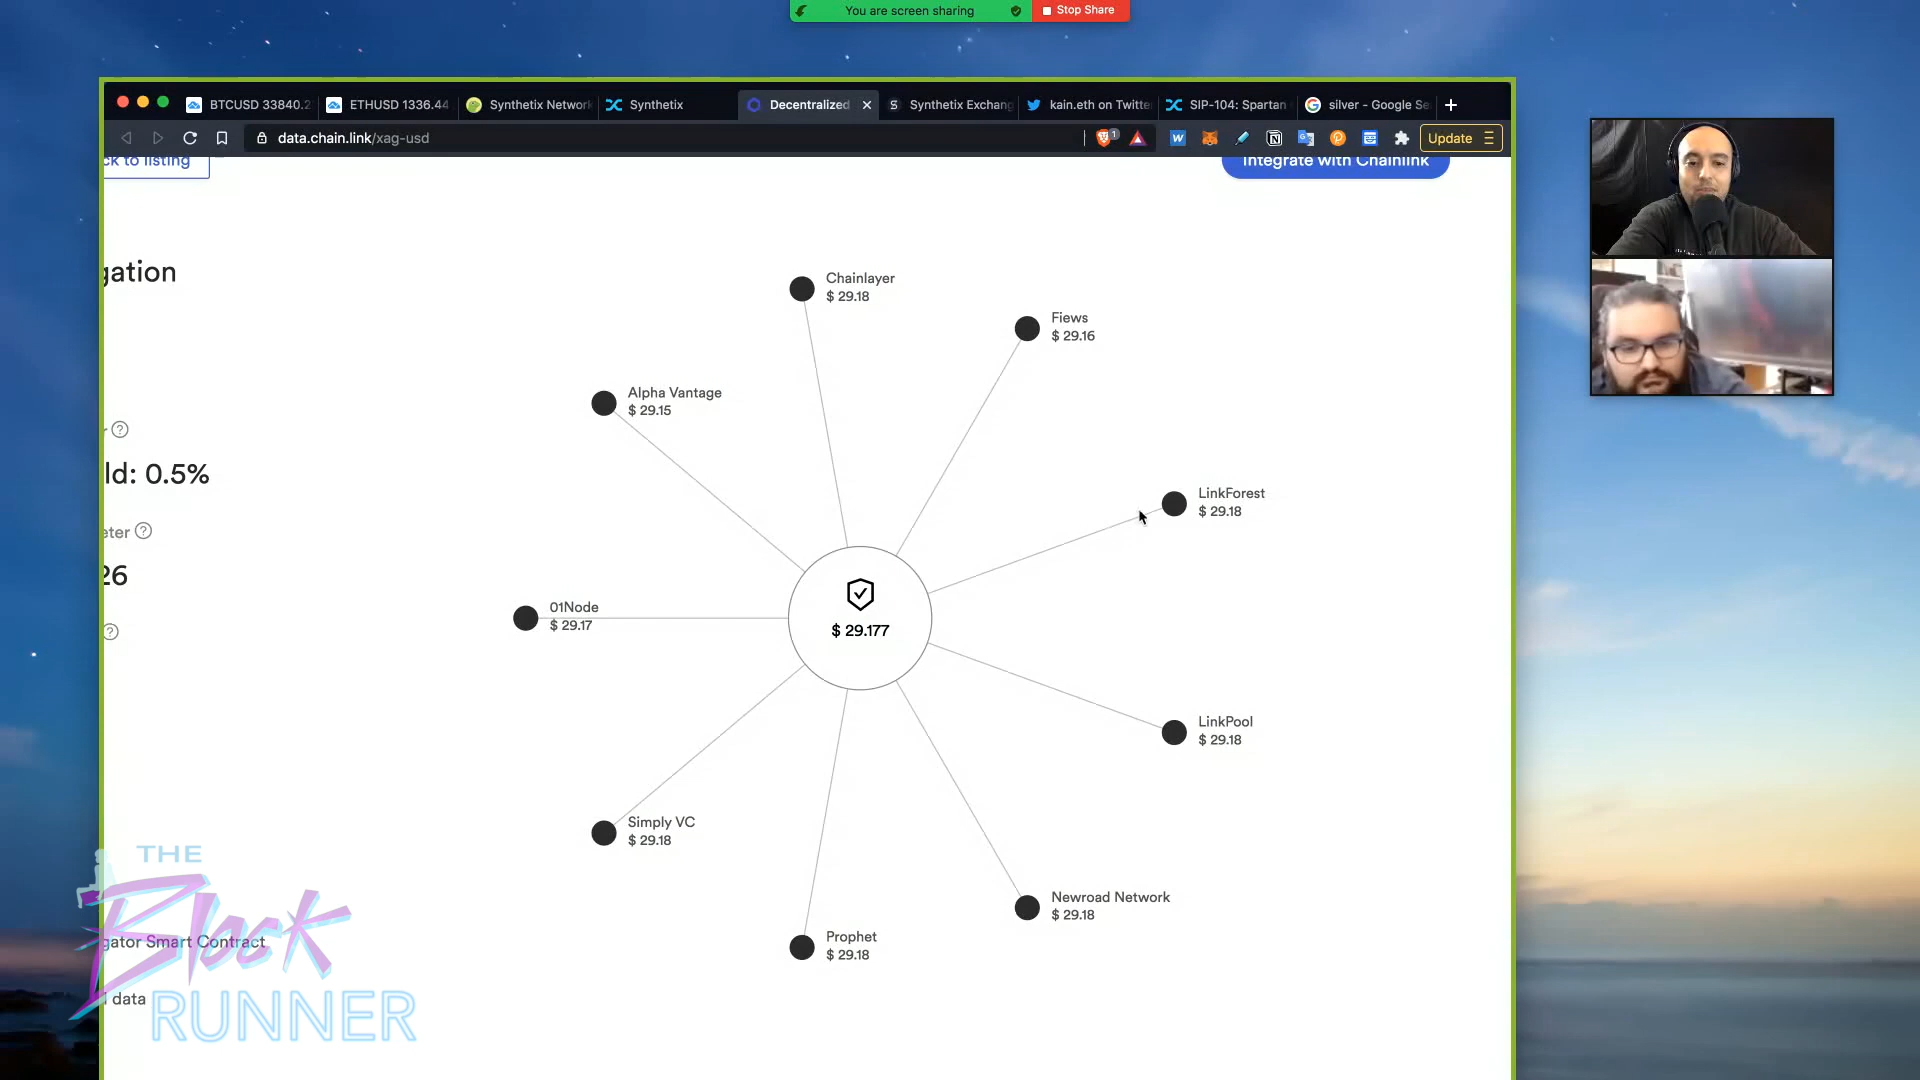 You are screen sharing
Stop Share
BTCUSD 33840.2
ETHUSD 1336.44
Synthetix Network
Synthetix
Decentralized
Synthetix Exchang
kain.eth on Twitte
SIP-104: Spartan
silver - Google Se
data.chain.link/xag-usd
1
Update
ck to listing
Integrate with Chainlink
gation
Chainlayer
$ 29.18
Fiews
$ 29.16
Alpha Vantage
$ 29.15
r ?
ld: 0.5%
LinkForest
$ 29.18
eter ?
26
01Node
$ 29.17
$ 29.177
?
LinkPool
$ 29.18
Simply VC
$ 29.18
Newroad Network
$ 29.18
Prophet
$ 29.18
gator Smart Contract
data
THE
Block
RUNNER